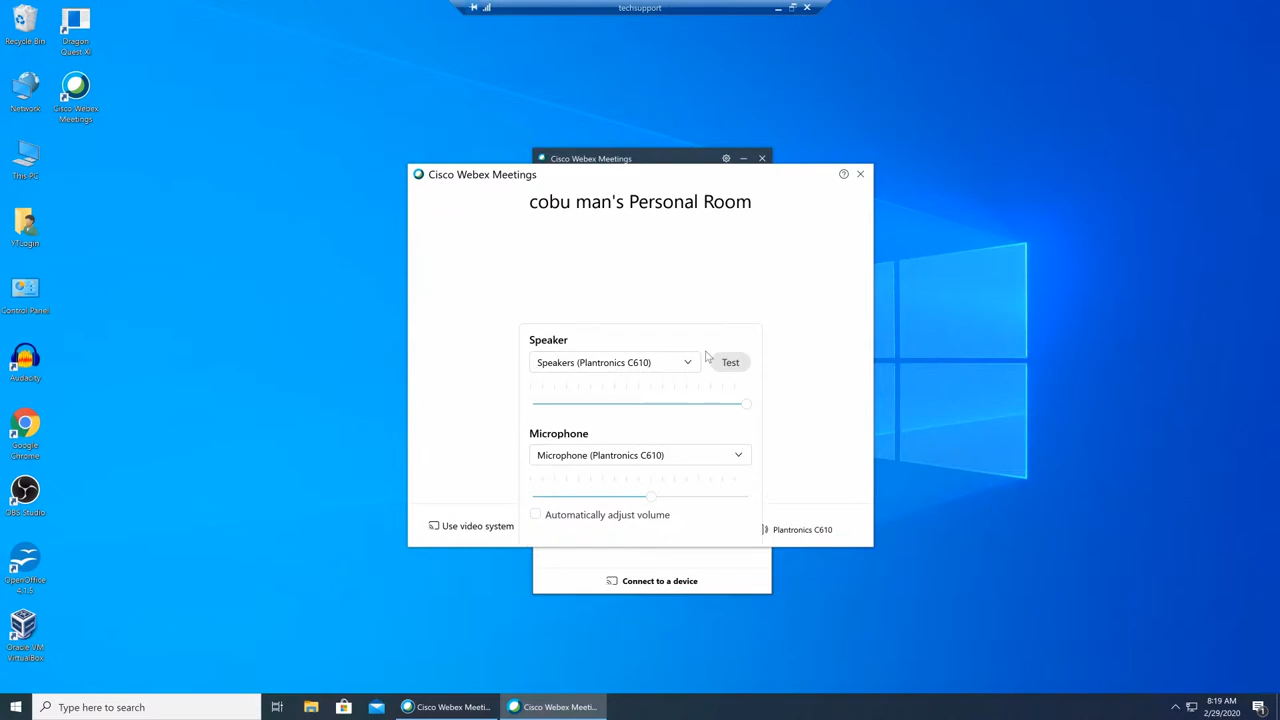 techsupport
Recycle Bin
Dragon
Quest XI
Network
Cisco Webex
Meetings
This PC
YTLogin
Control Panel
Audacity
Google
Chrome
OBS Studio
OpenOffice
4.1.5
Oracle VM
VirtualBox
Cisco Webex Meetings
Cisco Webex Meetings
cobu man's Personal Room
Speaker
Speakers (Plantronics C610)
Test
Microphone
Microphone (Plantronics C610)
Automatically adjust volume
Use video system
Plantronics C610
Connect to a device
Type here to search
Cisco Webex Meeti...
Cisco Webex Meeti...
8:19 AM
2/29/2020